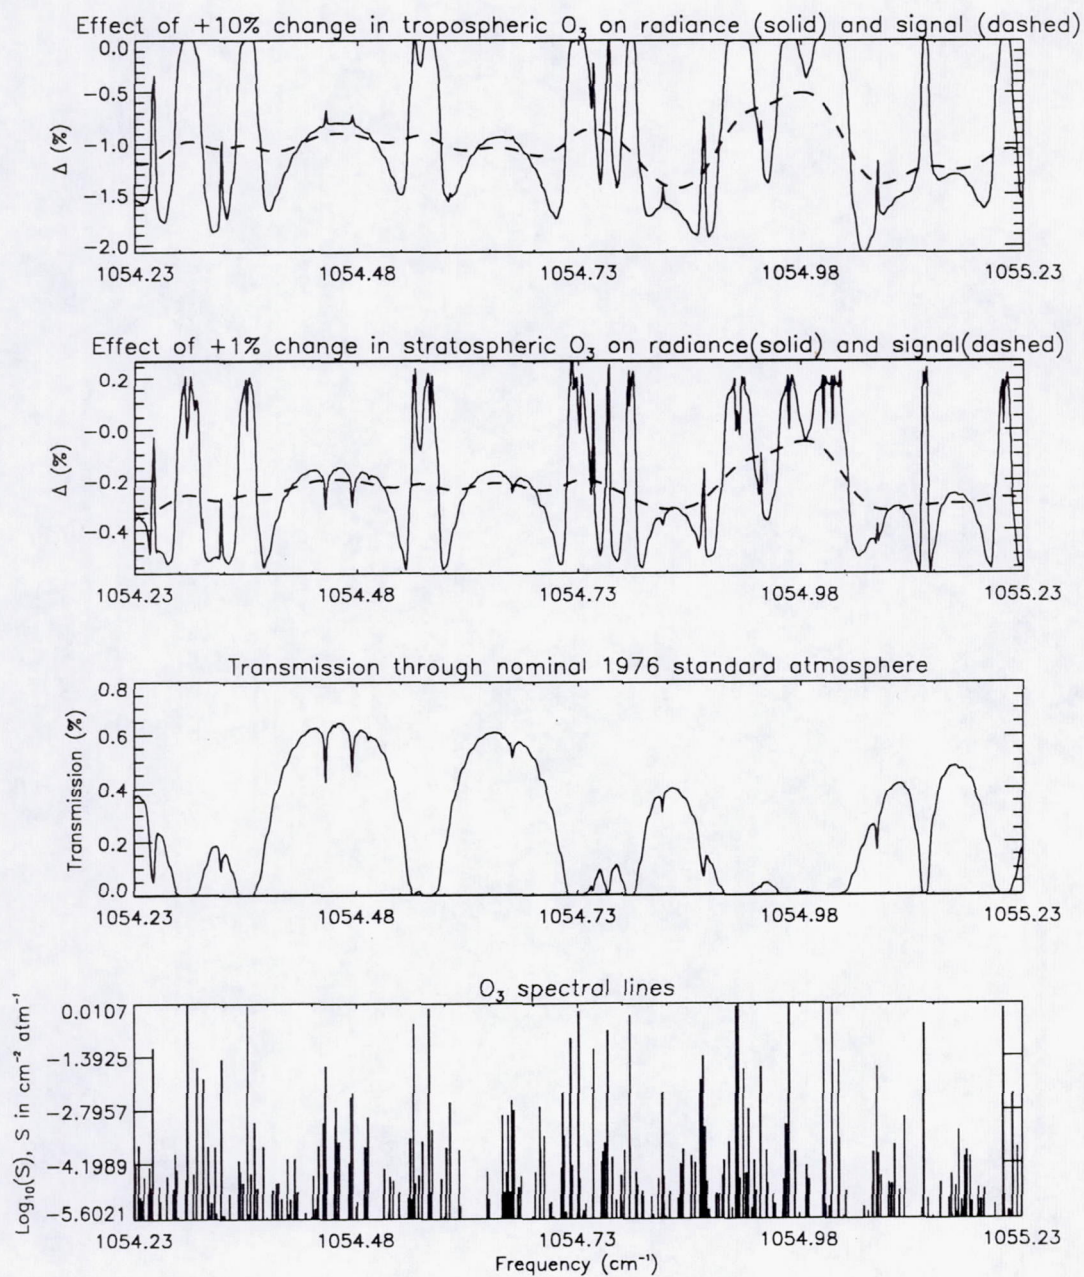 Effect of +10% change in tropospheric O3 on radiance (solid) and signal (dashed)
Δ (%)
0.0
−0.5
−1.0
−1.5
−2.0
1054.23 1054.48 1054.73 1054.98 1055.23
Effect of +1% change in stratospheric O3 on radiance(solid) and signal(dashed)
Δ (%)
0.2
−0.0
−0.2
−0.4
1054.23 1054.48 1054.73 1054.98 1055.23
Transmission through nominal 1976 standard atmosphere
Transmission (%)
0.8
0.6
0.4
0.2
0.0
1054.23 1054.48 1054.73 1054.98 1055.23
O3 spectral lines
Log10(S), S in cm⁻² atm⁻¹
0.0107
−1.3925
−2.7957
−4.1989
−5.6021
1054.23 1054.48 1054.73 1054.98 1055.23
Frequency (cm⁻¹)